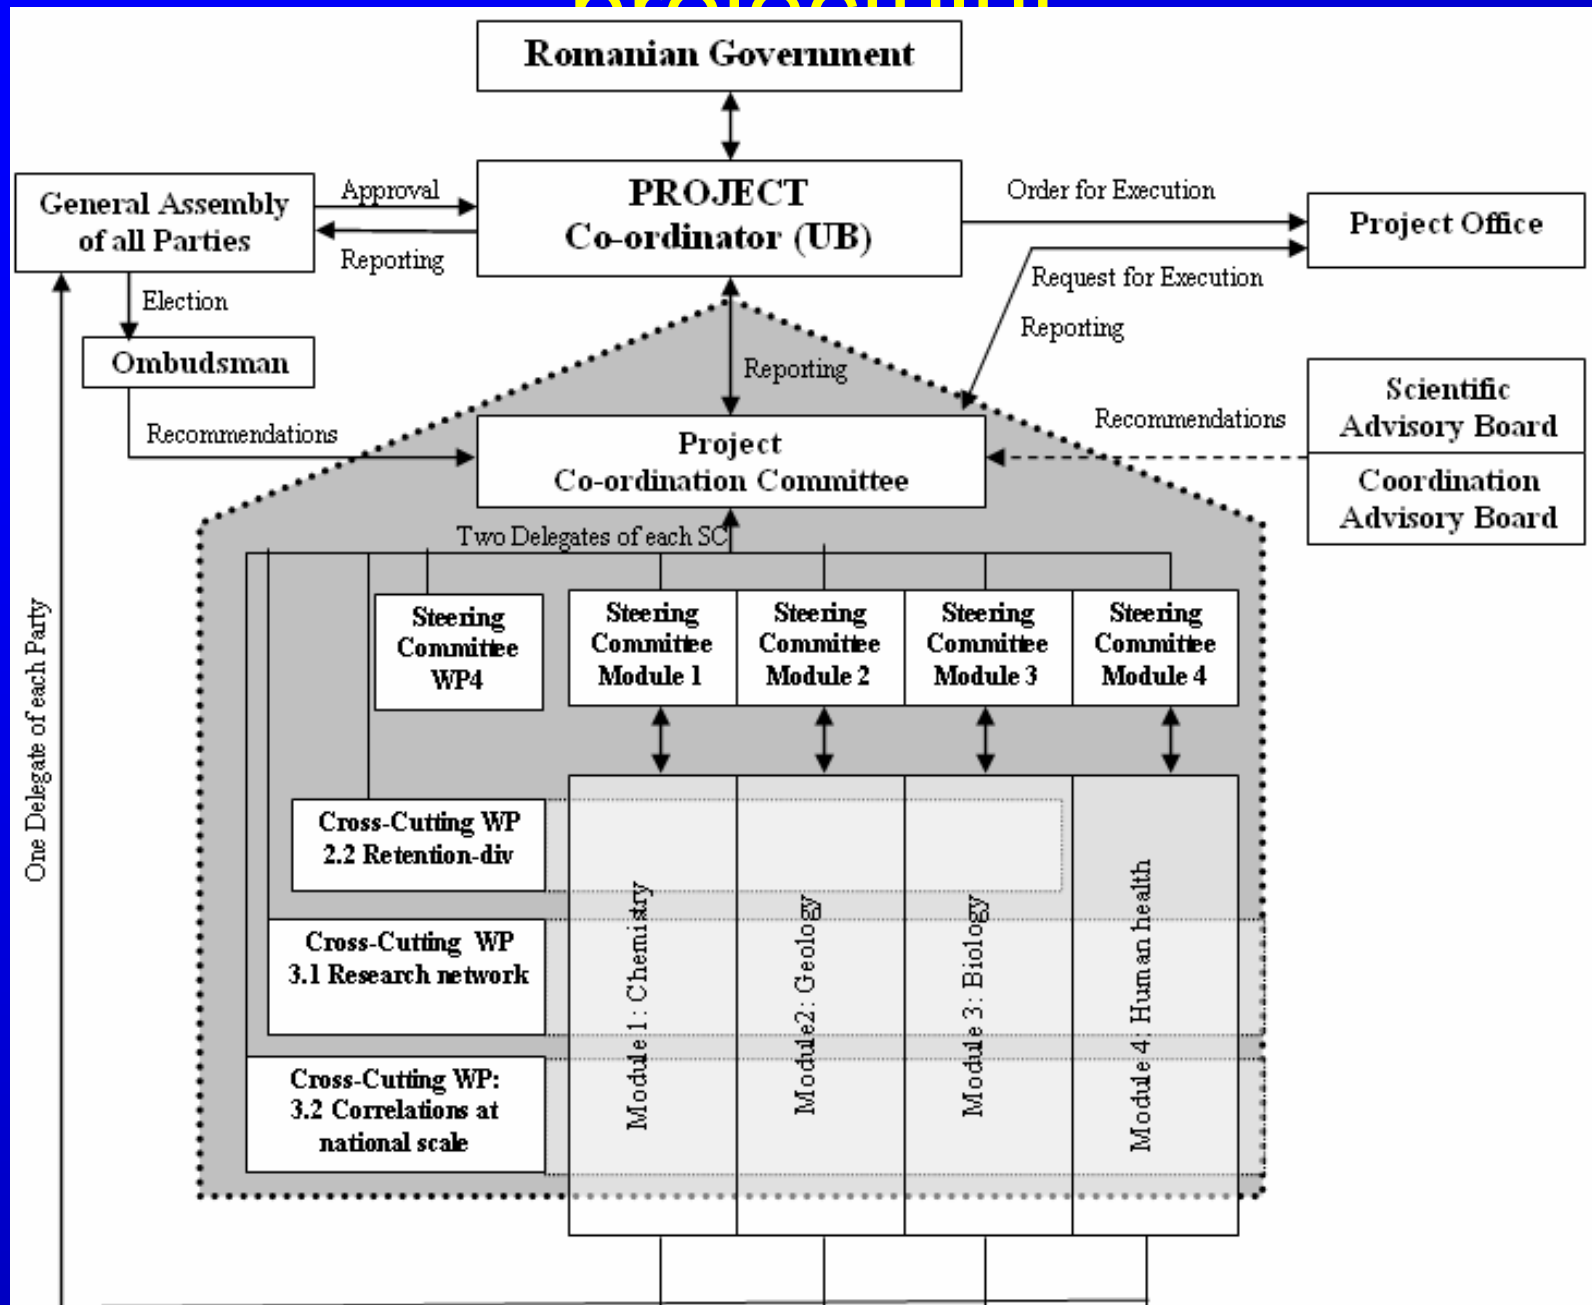 Romanian Government
PROJECT
Co-ordinator (UB)
General Assembly
of all Parties
Approval
Reporting
Order for Execution
Project Office
Request for Execution
Reporting
Election
Ombudsman
Reporting
Recommendations
Recommendations
Scientific
Advisory Board
Coordination
Advisory Board
Project
Co-ordination Committee
Two Delegates of each SC
One Delegate of each Party
Steering
Committee
WP4
Steering
Committee
Module 1
Steering
Committee
Module 2
Steering
Committee
Module 3
Steering
Committee
Module 4
Cross-Cutting WP
2.2 Retention-div
Cross-Cutting WP
3.1 Research network
Cross-Cutting WP:
3.2 Correlations at
national scale
Module 1: Chemistry
Module2: Geology
Module 3: Biology
Module 4: Human health